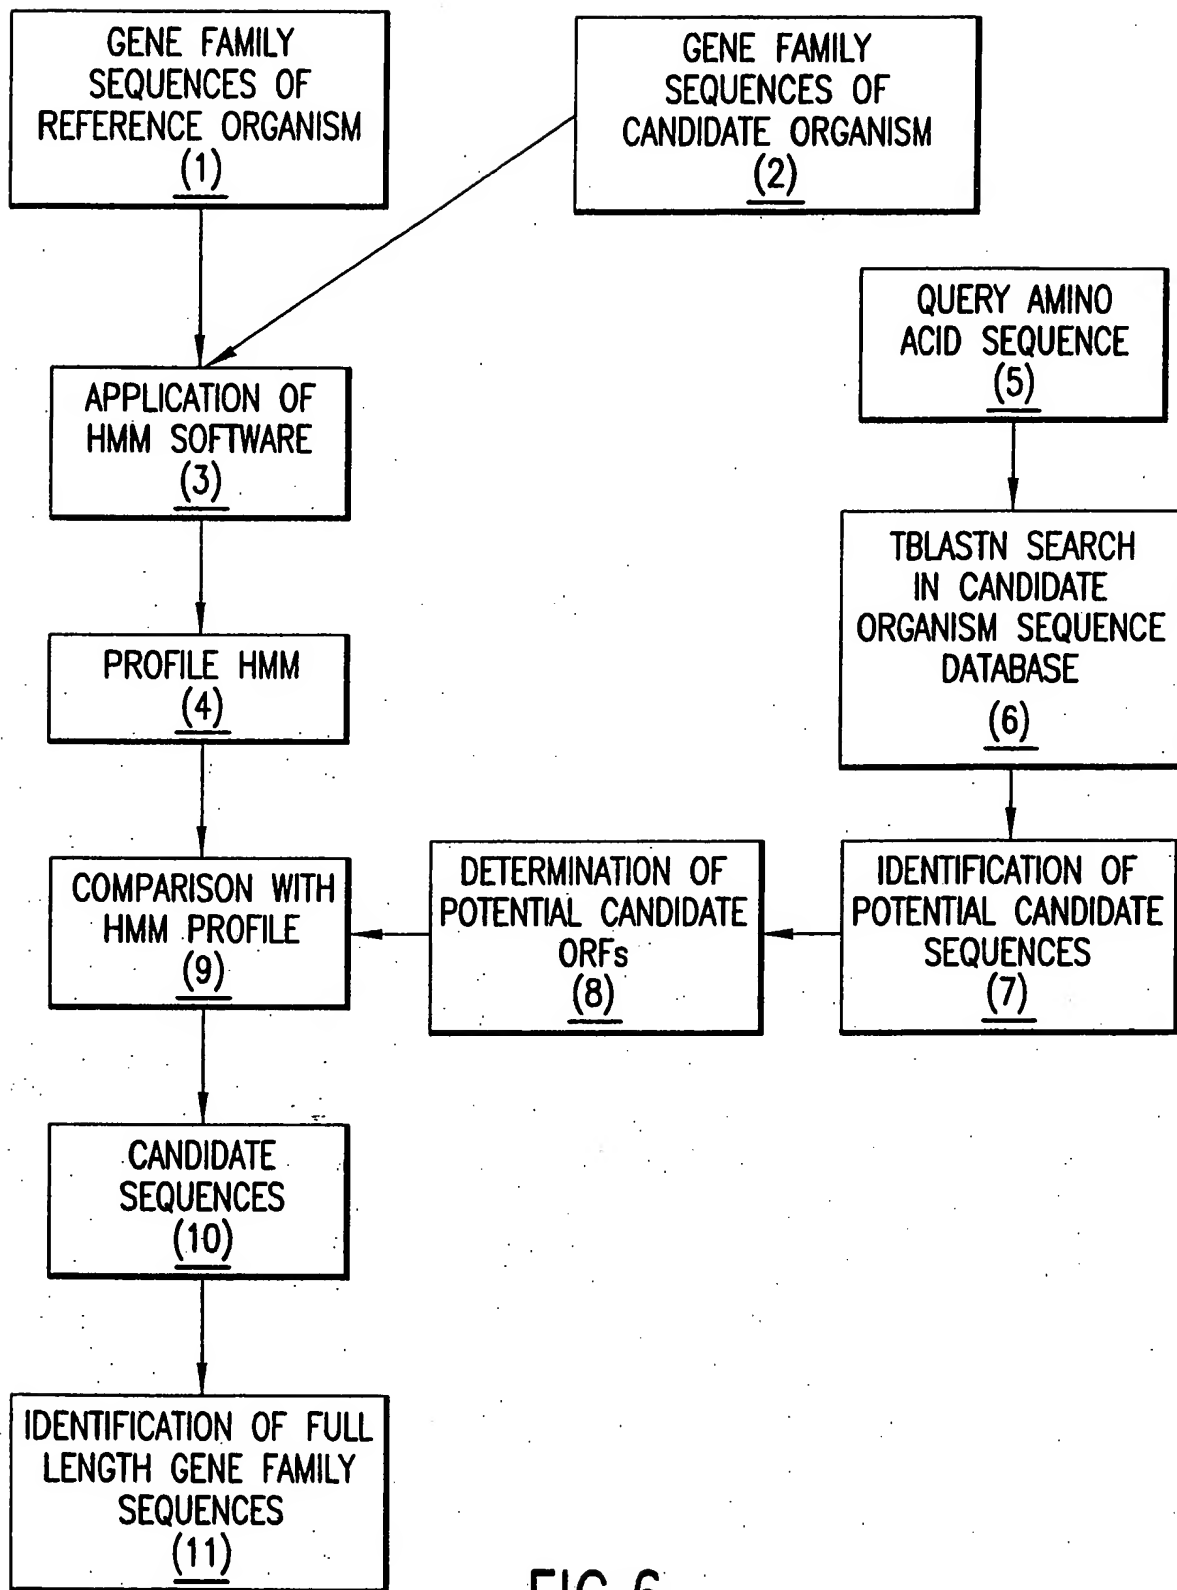 GENE FAMILY
SEQUENCES OF
REFERENCE ORGANISM
(1)
GENE FAMILY
SEQUENCES OF
CANDIDATE ORGANISM
(2)
APPLICATION OF
HMM SOFTWARE
(3)
PROFILE HMM
(4)
QUERY AMINO
ACID SEQUENCE
(5)
TBLASTN SEARCH
IN CANDIDATE
ORGANISM SEQUENCE
DATABASE
(6)
IDENTIFICATION OF
POTENTIAL CANDIDATE
SEQUENCES
(7)
DETERMINATION OF
POTENTIAL CANDIDATE
ORFs
(8)
COMPARISON WITH
HMM PROFILE
(9)
CANDIDATE
SEQUENCES
(10)
IDENTIFICATION OF FULL
LENGTH GENE FAMILY
SEQUENCES
(11)
FIG. 6